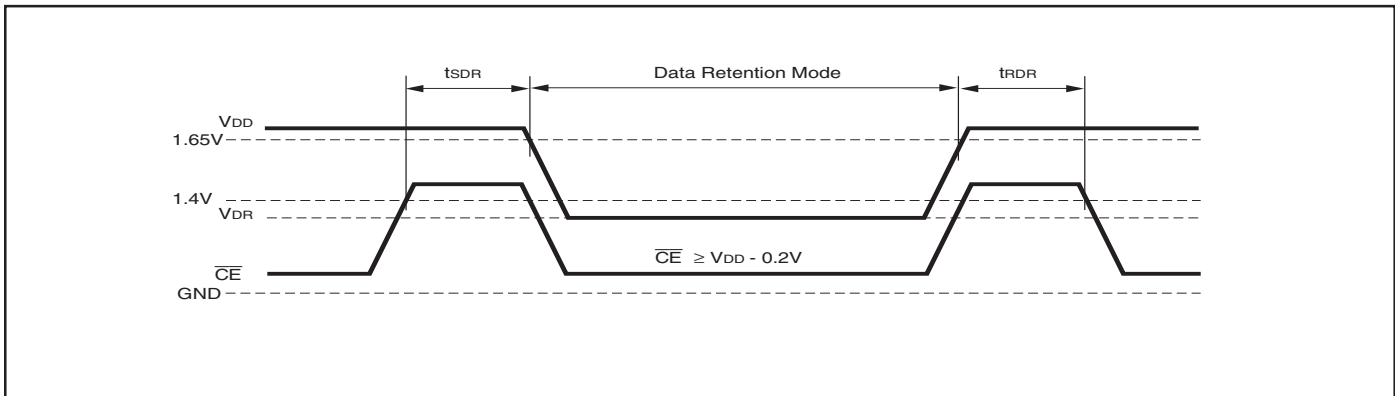 tSDR
Data Retention Mode
tRDR
VDD
1.65V
1.4V
VDR
CE ≥ VDD - 0.2V
CE
GND